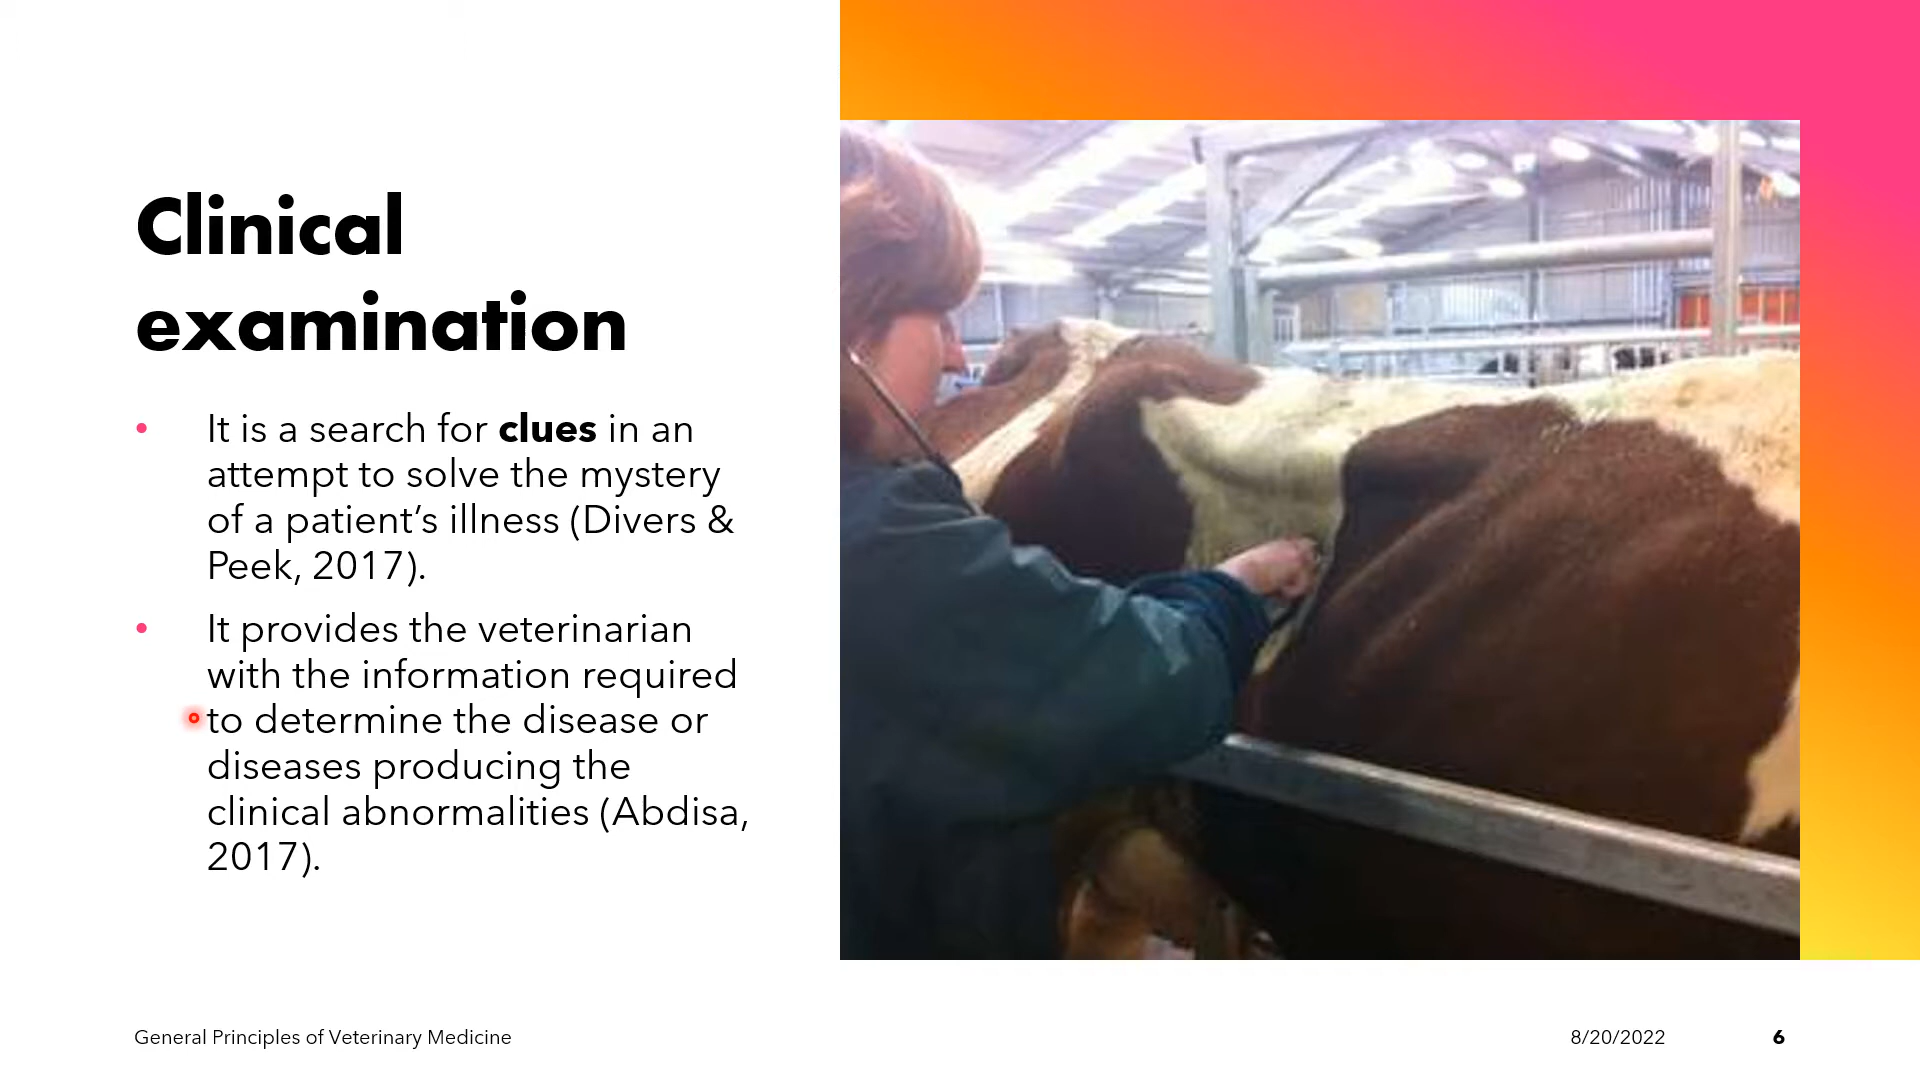 Clinical
examination
• It is a search for clues in an
attempt to solve the mystery
of a patient’s illness (Divers &
Peek, 2017).
• It provides the veterinarian
with the information required
to determine the disease or
diseases producing the
clinical abnormalities (Abdisa,
2017).
General Principles of Veterinary Medicine
8/20/2022
6